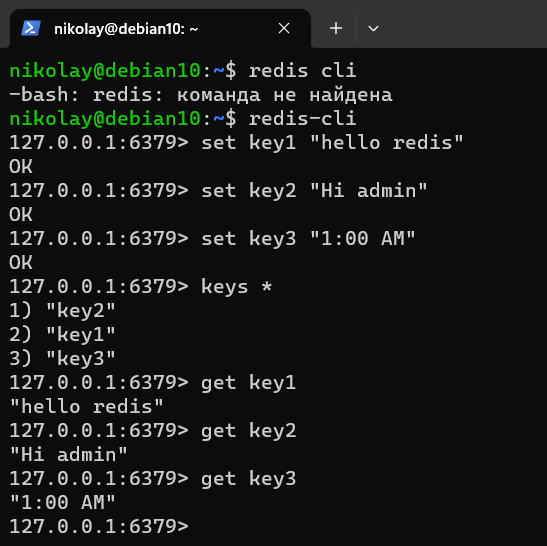 nikolay@debian10: ~
nikolay@debian10:~$ redis cli
-bash: redis: команда не найдена
nikolay@debian10:~$ redis-cli
127.0.0.1:6379> set key1 "hello redis"
OK
127.0.0.1:6379> set key2 "Hi admin"
OK
127.0.0.1:6379> set key3 "1:00 AM"
OK
127.0.0.1:6379> keys *
1) "key2"
2) "key1"
3) "key3"
127.0.0.1:6379> get key1
"hello redis"
127.0.0.1:6379> get key2
"Hi admin"
127.0.0.1:6379> get key3
"1:00 AM"
127.0.0.1:6379>